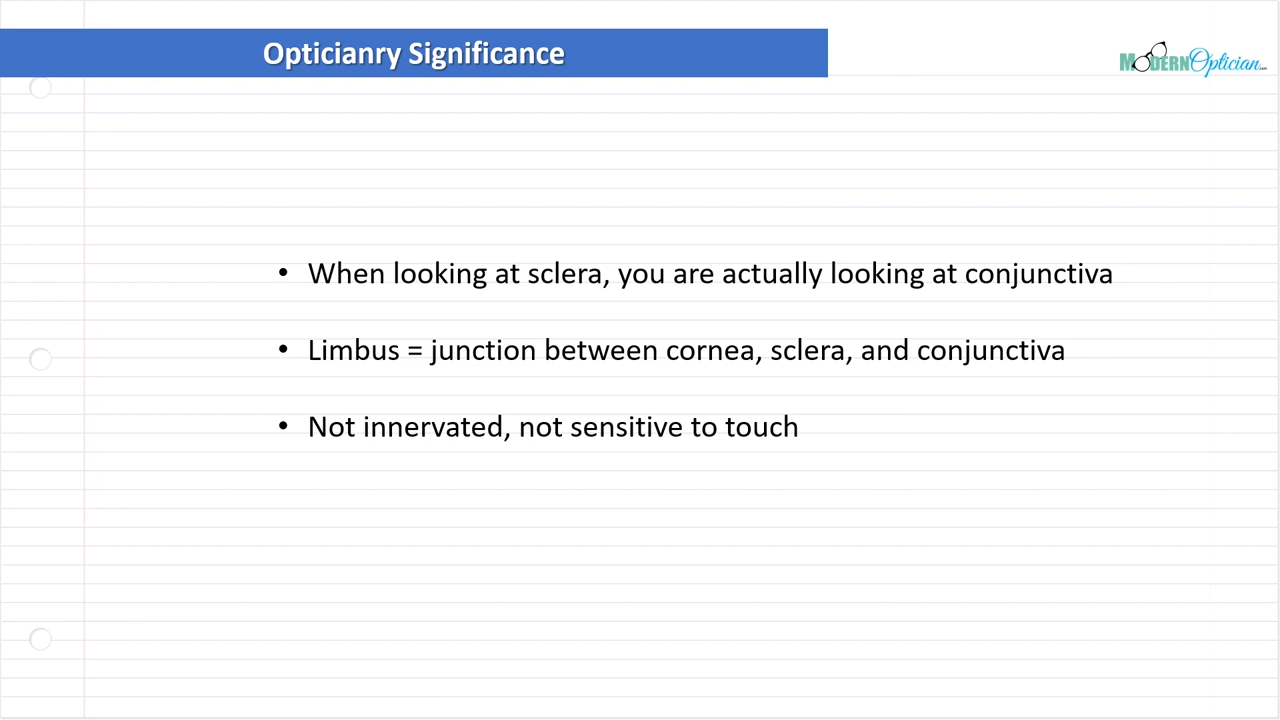 Opticianry Significance
MODERNOptician.com
• When looking at sclera, you are actually looking at conjunctiva
• Limbus = junction between cornea, sclera, and conjunctiva
• Not innervated, not sensitive to touch